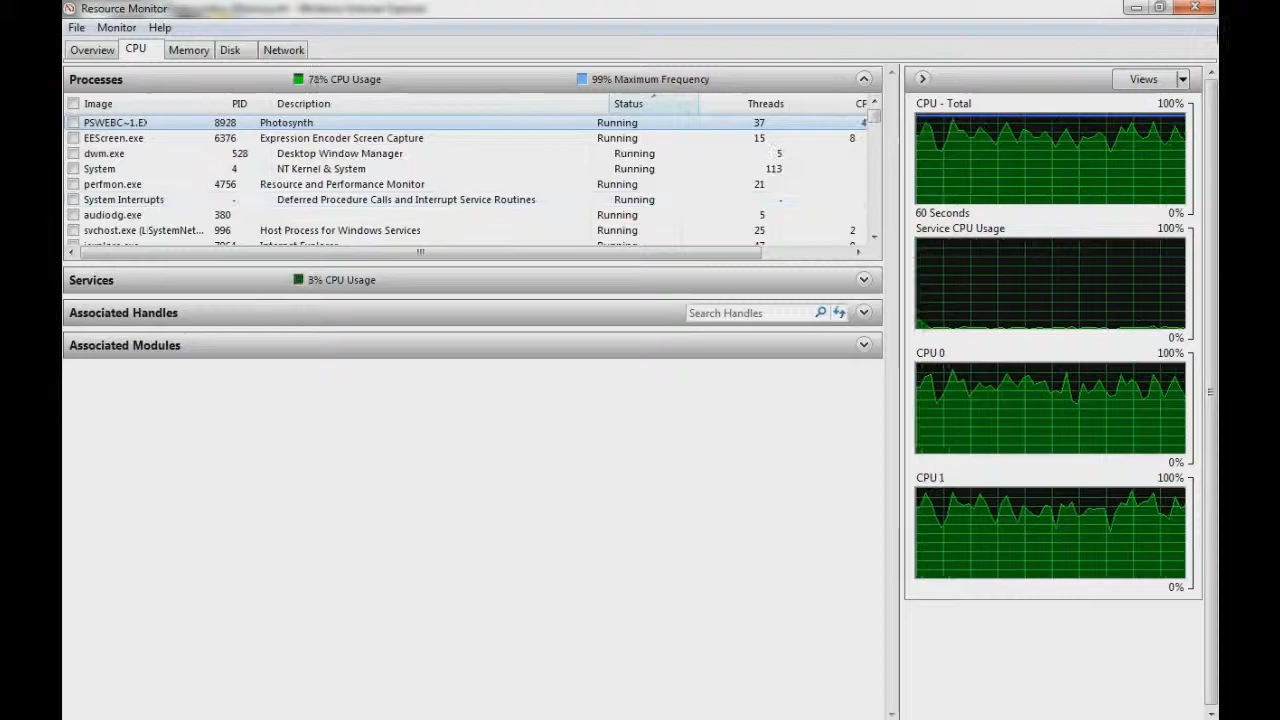 Resource Monitor
File Monitor Help
Overview CPU Memory Disk Network
Processes 78% CPU Usage 99% Maximum Frequency
Image PID Description Status Threads CP
PSWEBC~1.EX 8928 Photosynth Running 37 4
EEScreen.exe 6376 Expression Encoder Screen Capture Running 15 8
dwm.exe 528 Desktop Window Manager Running 5
System 4 NT Kernel & System Running 113
perfmon.exe 4756 Resource and Performance Monitor Running 21
System Interrupts - Deferred Procedure Calls and Interrupt Service Routines Running -
audiodg.exe 380 Running 5
svchost.exe (LocalSystemNet... 996 Host Process for Windows Services Running 25 2
Services 3% CPU Usage
Associated Handles Search Handles
Associated Modules
Views
CPU - Total 100%
60 Seconds 0%
Service CPU Usage 100%
0%
CPU 0 100%
0%
CPU 1 100%
0%